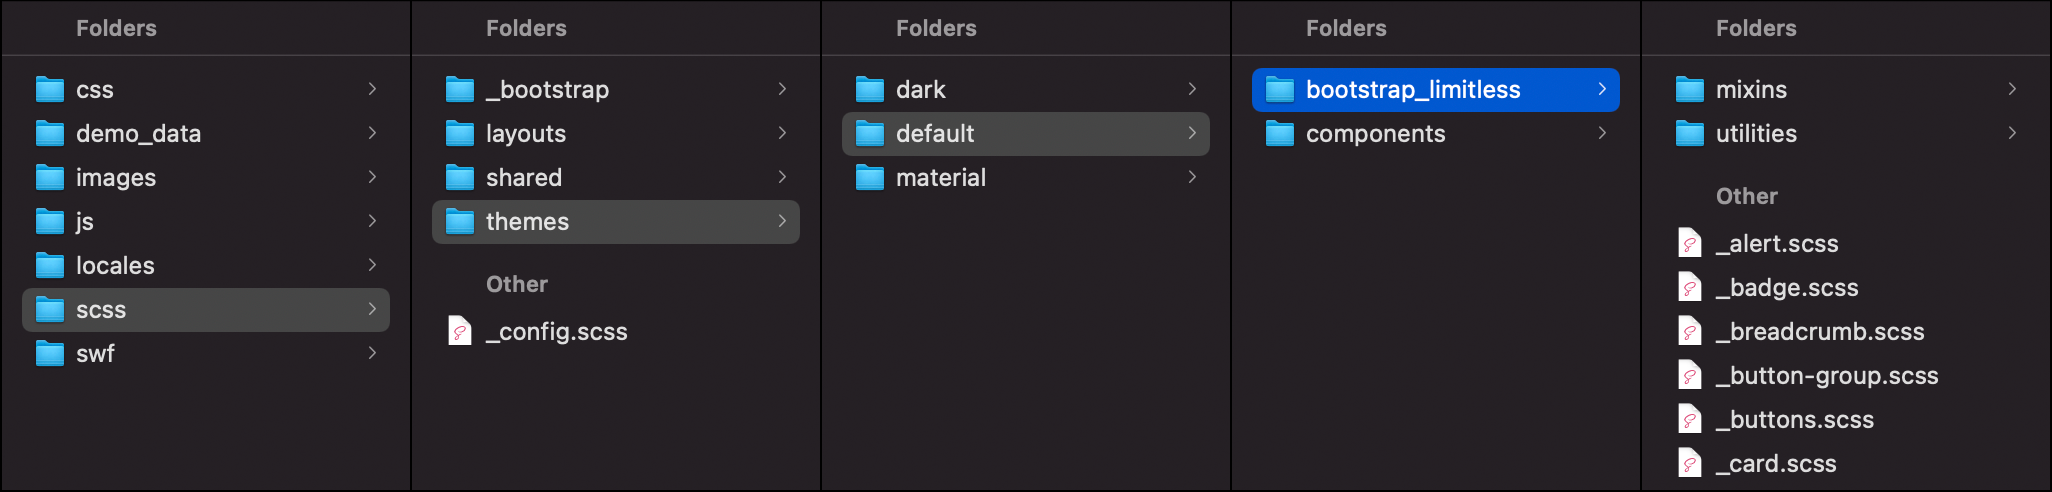 Folders
css
demo_data
images
js
locales
scss
swf
Folders
_bootstrap
layouts
shared
themes
Other
_config.scss
Folders
dark
default
material
Folders
bootstrap_limitless
components
Folders
mixins
utilities
Other
_alert.scss
_badge.scss
_breadcrumb.scss
_button-group.scss
_buttons.scss
_card.scss